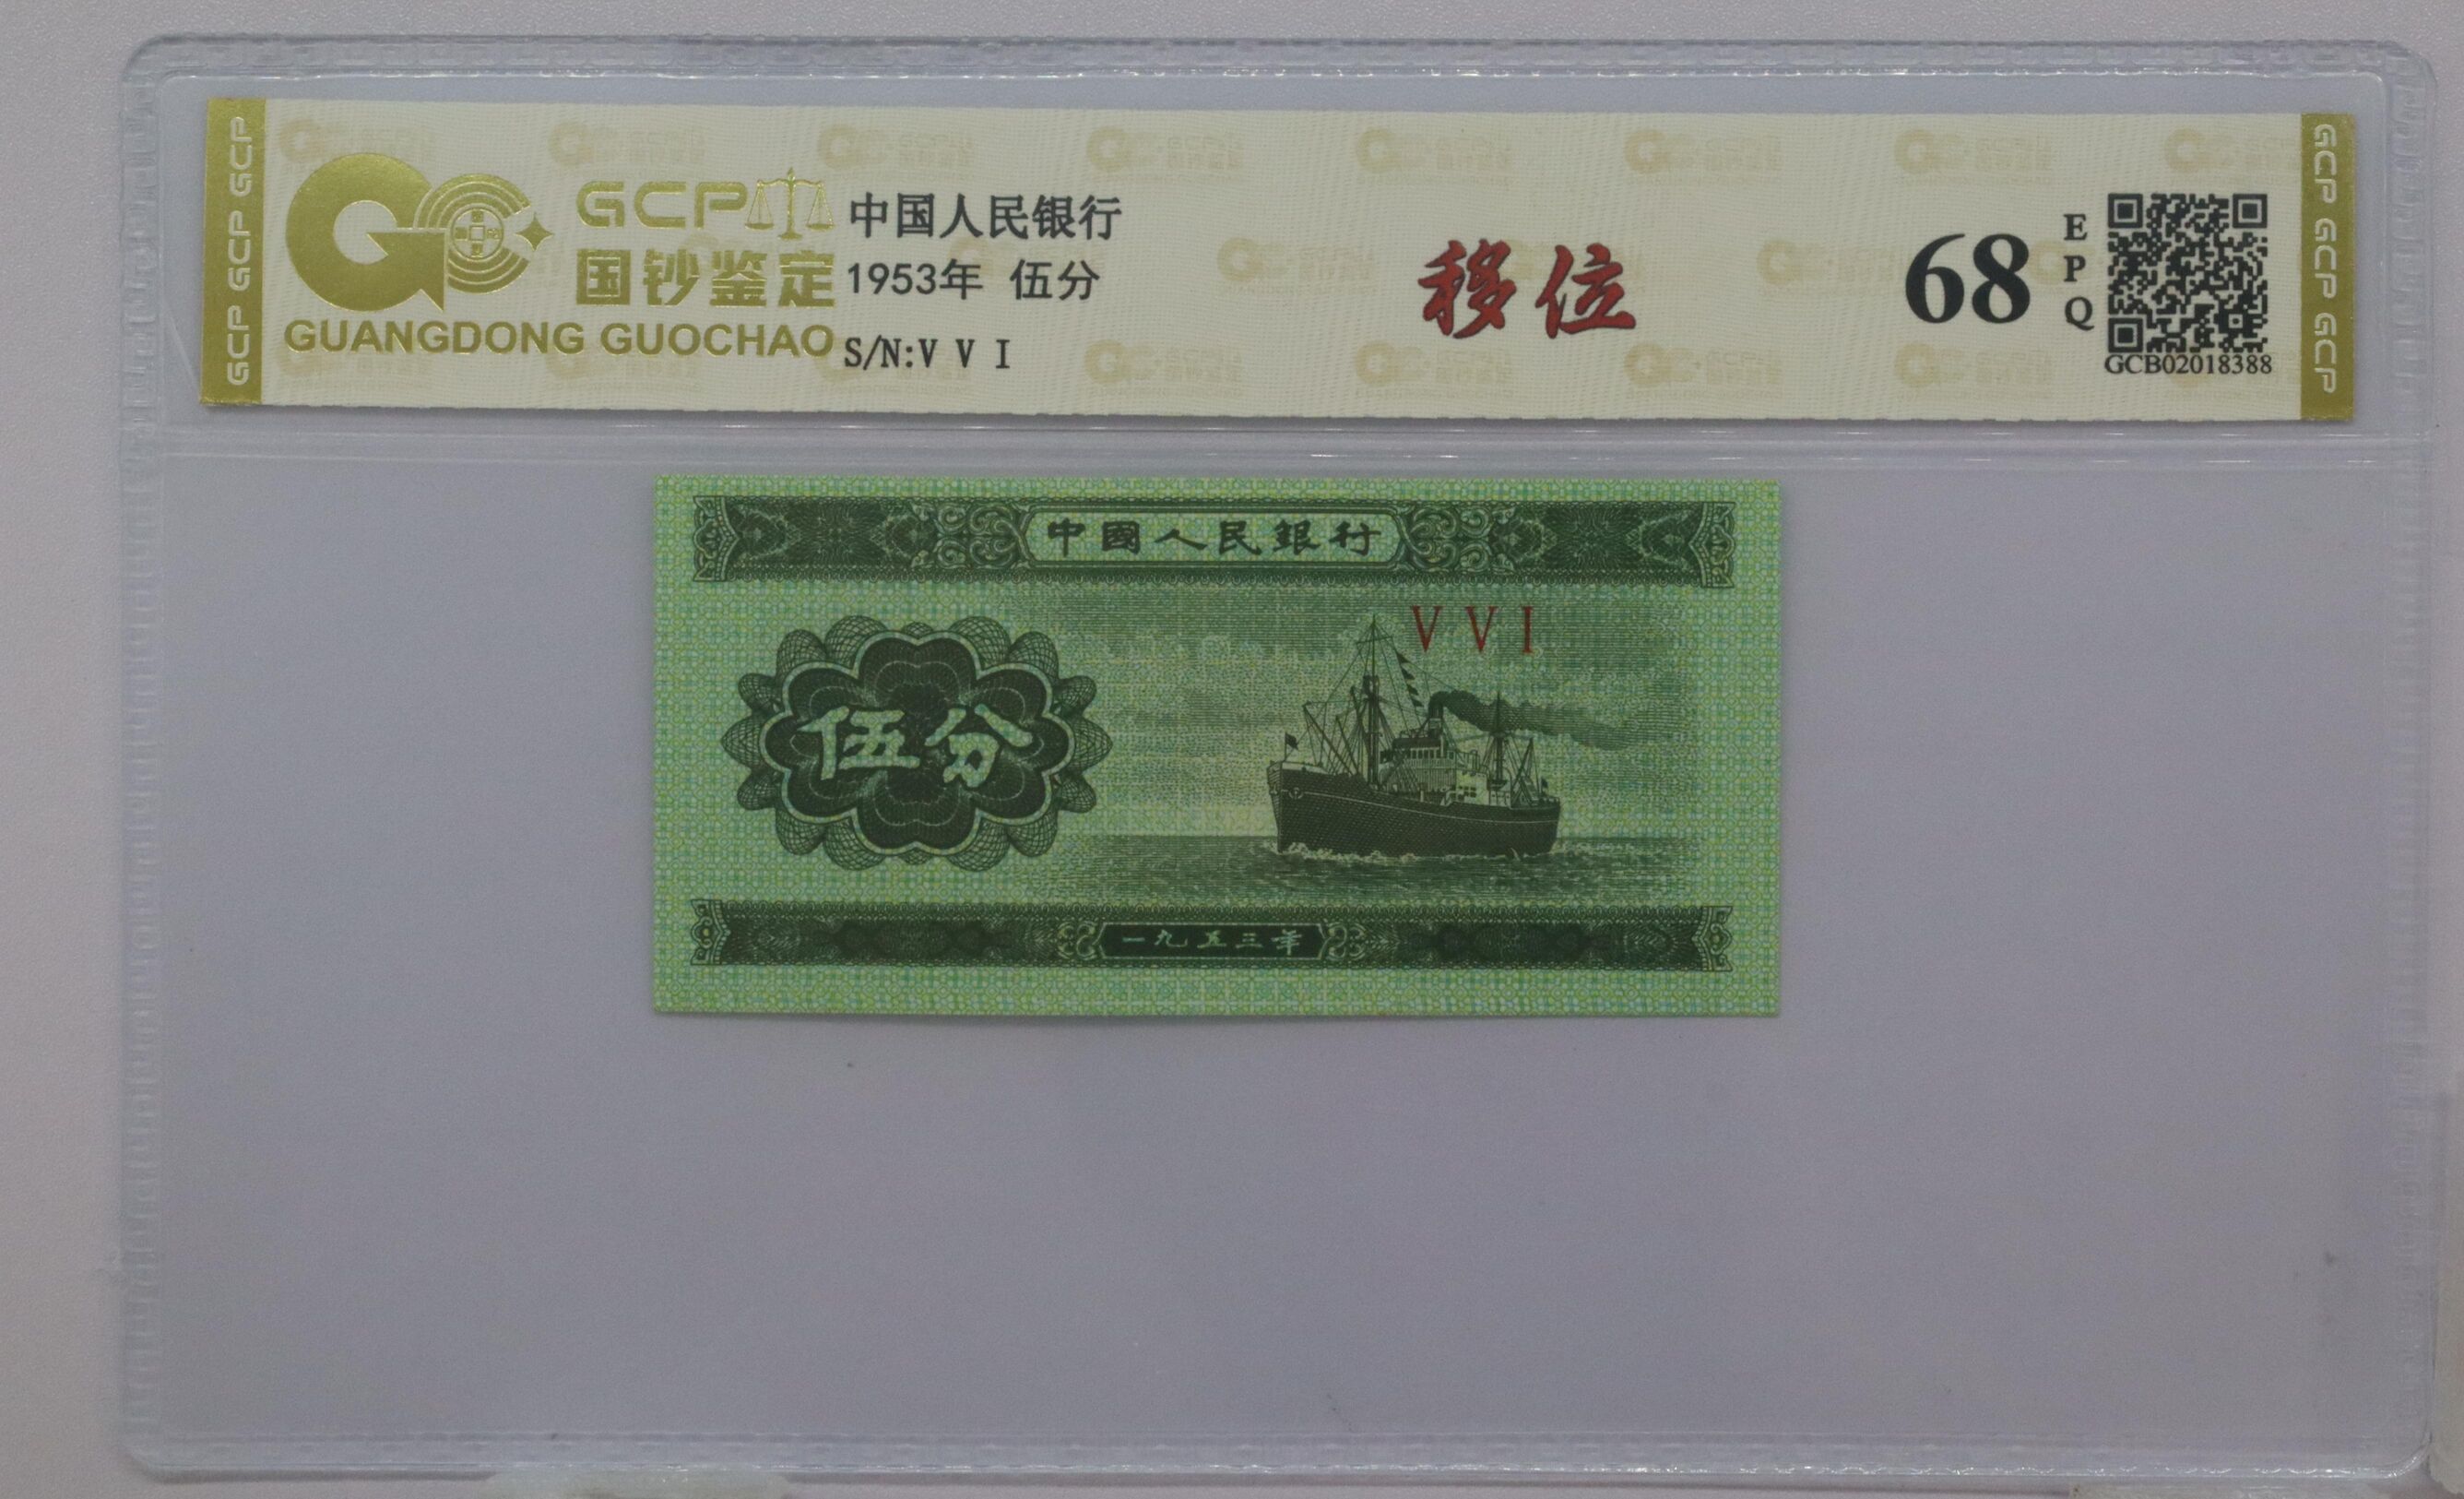 GCP GCP GCP
GCP
国钞鉴定
GUANGDONG GUOCHAO
中国人民银行
1953年 伍分
S/N:V V I
移位
68
E
P
Q
GCB02018388
GCP GCP GCP
中國人民銀行
V V I
伍分
一九五三年